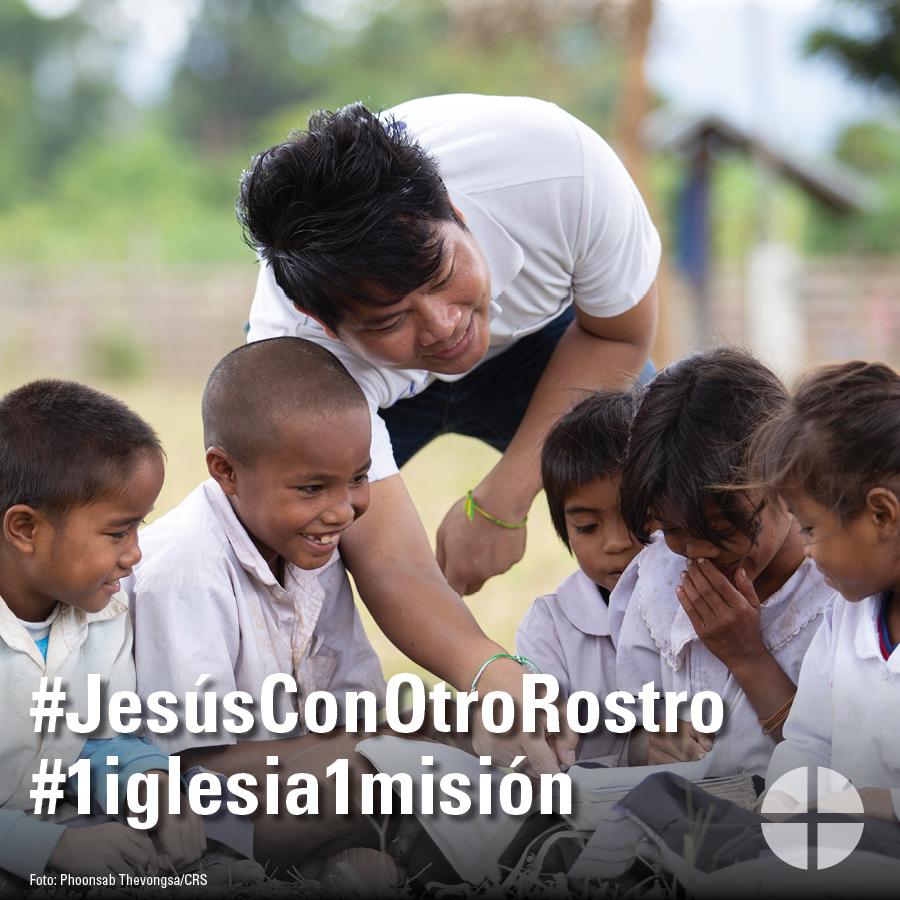 #JesúsConOtroRostro
#1iglesia1misión
Foto: Phoonsab Thevongsa/CRS